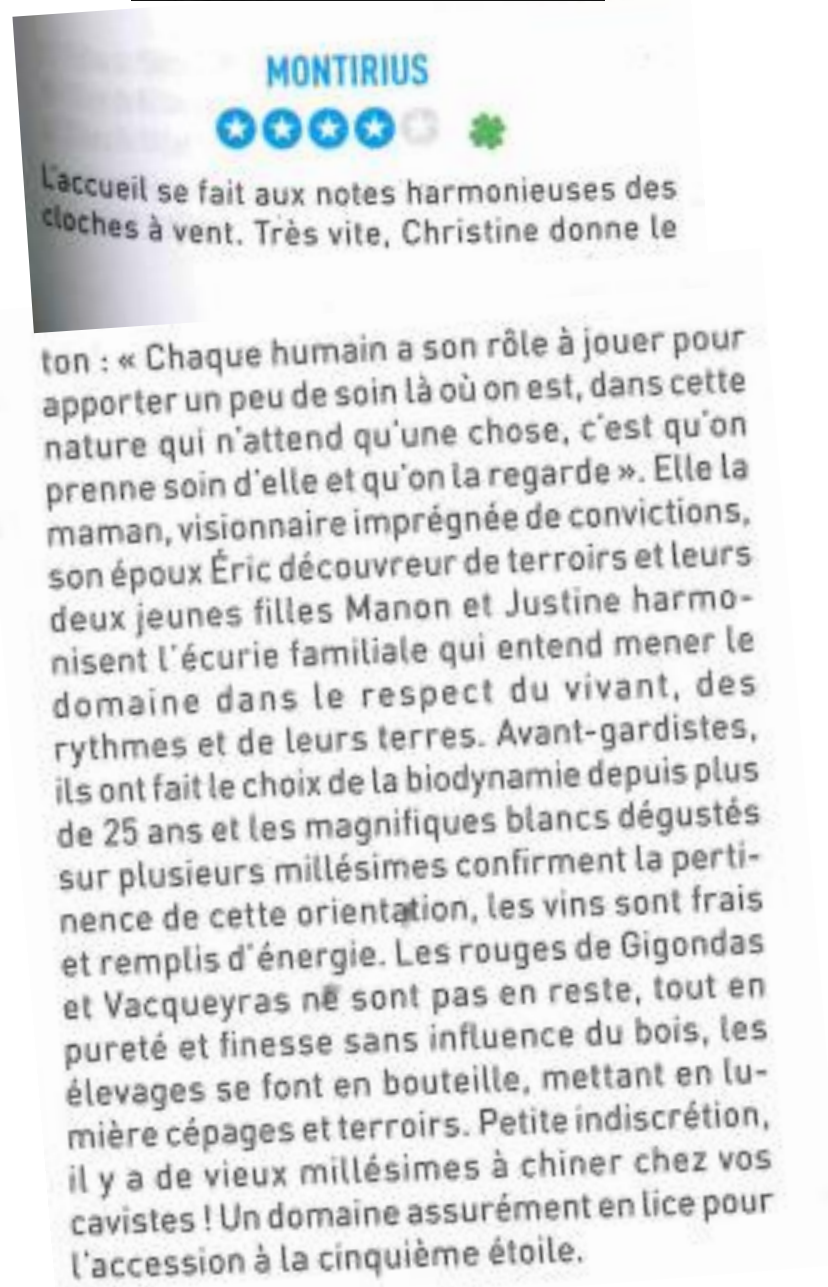 MONTIRIUS
L'accueil se fait aux notes harmonieuses des
cloches à vent. Très vite, Christine donne le
ton : « Chaque humain a son rôle à jouer pour
apporter un peu de soin là où on est, dans cette
nature qui n'attend qu'une chose, c'est qu'on
prenne soin d'elle et qu'on la regarde ». Elle la
maman, visionnaire imprégnée de convictions,
son époux Éric découvreur de terroirs et leurs
deux jeunes filles Manon et Justine harmo-
nisent l'écurie familiale qui entend mener le
domaine dans le respect du vivant, des
rythmes et de leurs terres. Avant-gardistes,
ils ont fait le choix de la biodynamie depuis plus
de 25 ans et les magnifiques blancs dégustés
sur plusieurs millésimes confirment la perti-
nence de cette orientation, les vins sont frais
et remplis d'énergie. Les rouges de Gigondas
et Vacqueyras ne sont pas en reste, tout en
pureté et finesse sans influence du bois, les
élevages se font en bouteille, mettant en lu-
mière cépages et terroirs. Petite indiscrétion,
il y a de vieux millésimes à chiner chez vos
cavistes ! Un domaine assurément en lice pour
l'accession à la cinquième étoile.